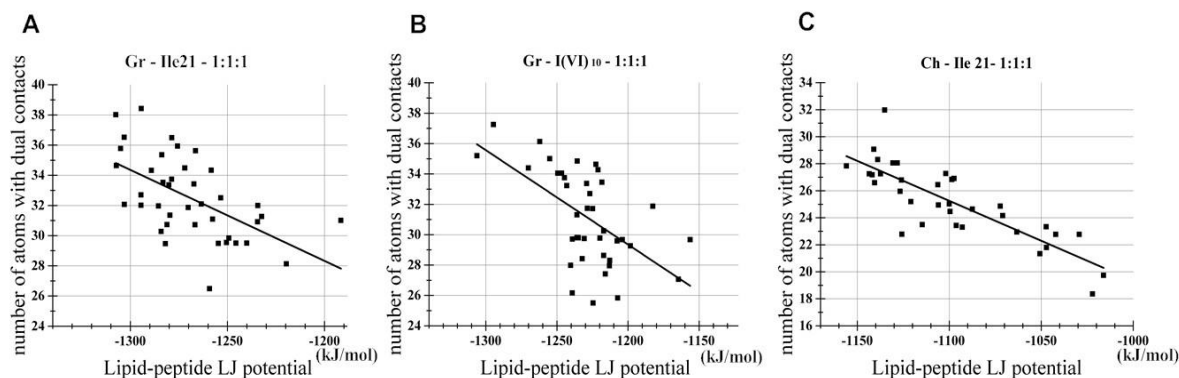 A
Gr - Ile21 - 1:1:1
number of atoms with dual contacts
40
38
36
34
32
30
28
26
24
-1300
-1250
-1200
(kJ/mol)
Lipid-peptide LJ potential
B
Gr - I(VI) 10 - 1:1:1
number of atoms with dual contacts
40
38
36
34
32
30
28
26
24
-1300
-1250
-1200
-1150
(kJ/mol)
Lipid-peptide LJ potential
C
Ch - Ile 21- 1:1:1
number of atoms with dual contacts
34
32
30
28
26
24
22
20
18
16
-1150
-1100
-1050
-1000
(kJ/mol)
Lipid-peptide LJ potential